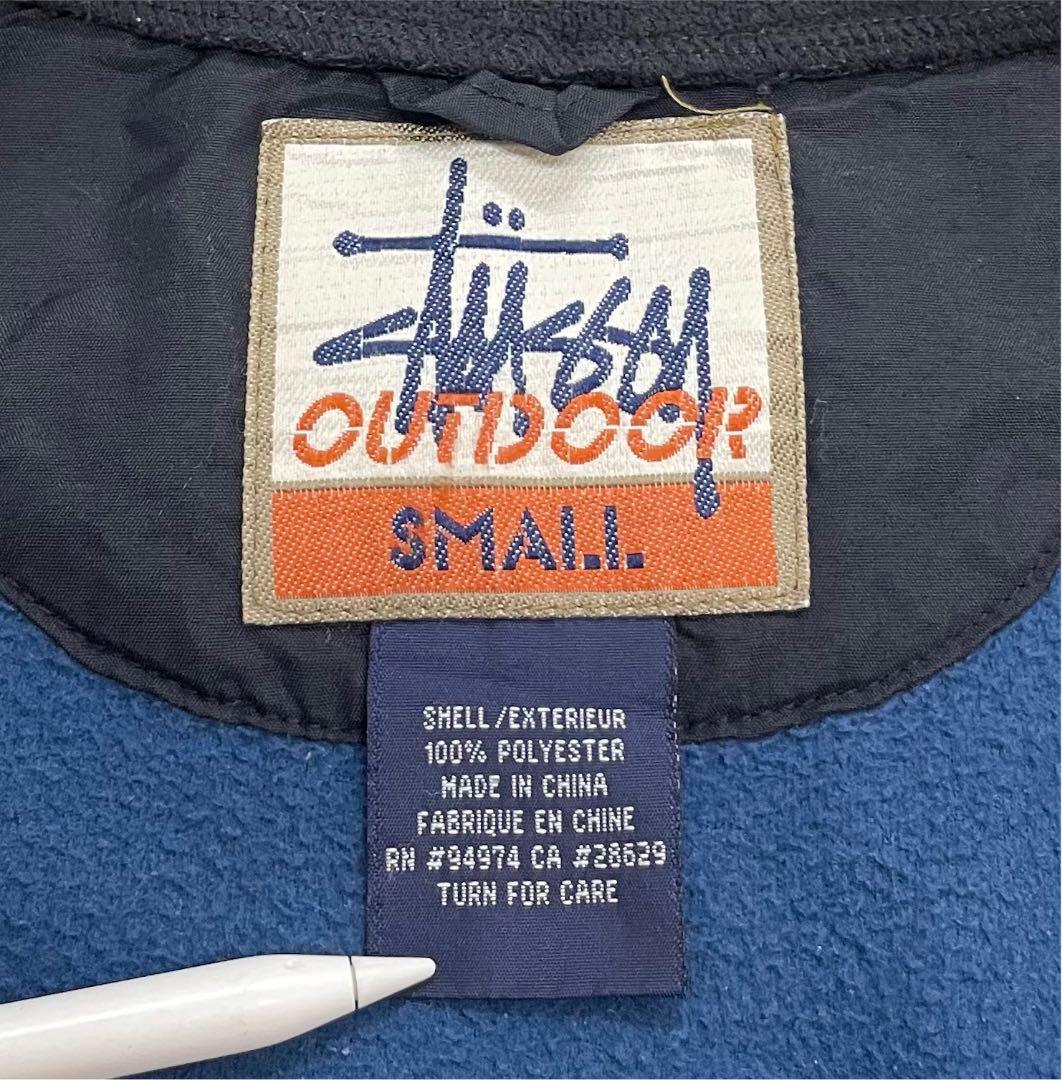 stüssy
OUTDOOR
SMALL
SHELL/EXTERIEUR
100% POLYESTER
MADE IN CHINA
FABRIQUE EN CHINE
RN #94974 CA #28629
TURN FOR CARE